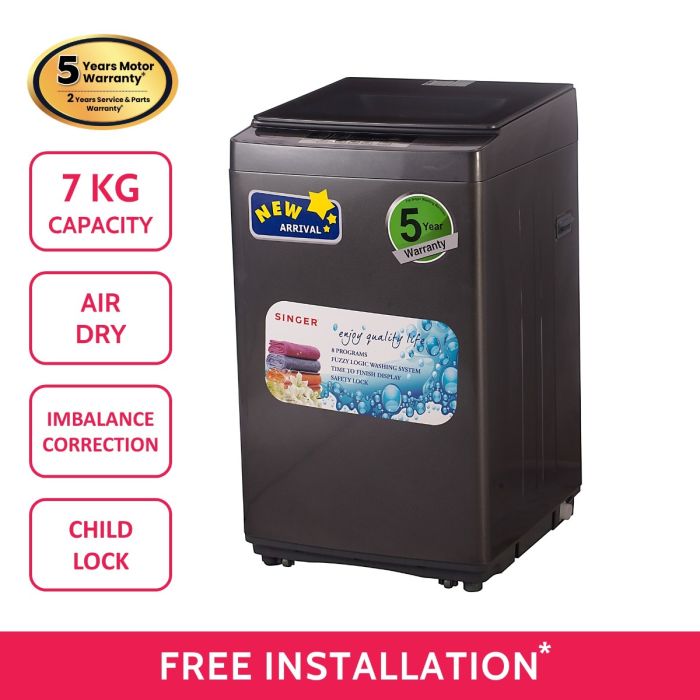 5 Years Motor
Warranty*
2 Years Service & Parts
Warranty*
7 KG
CAPACITY
AIR
DRY
IMBALANCE
CORRECTION
CHILD
LOCK
NEW
ARRIVAL
5 Year
Warranty
SINGER
enjoy quality life
8 PROGRAMS
FUZZY LOGIC WASHING SYSTEM
TIME TO FINISH DISPLAY
SAFETY LOCK
FREE INSTALLATION*